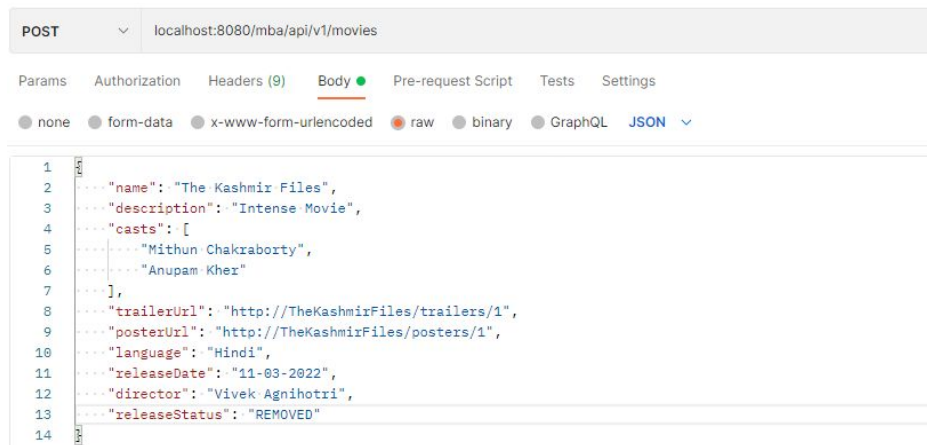 POST localhost:8080/mba/api/v1/movies
Params Authorization Headers (9) Body Pre-request Script Tests Settings
none form-data x-www-form-urlencoded raw binary GraphQL JSON
1 {
2 "name": "The Kashmir Files",
3 "description": "Intense Movie",
4 "casts": [
5 "Mithun Chakraborty",
6 "Anupam Kher"
7 ],
8 "trailerUrl": "http://TheKashmirFiles/trailers/1",
9 "posterUrl": "http://TheKashmirFiles/posters/1",
10 "language": "Hindi",
11 "releaseDate": "11-03-2022",
12 "director": "Vivek Agnihotri",
13 "releaseStatus": "REMOVED"
14 }